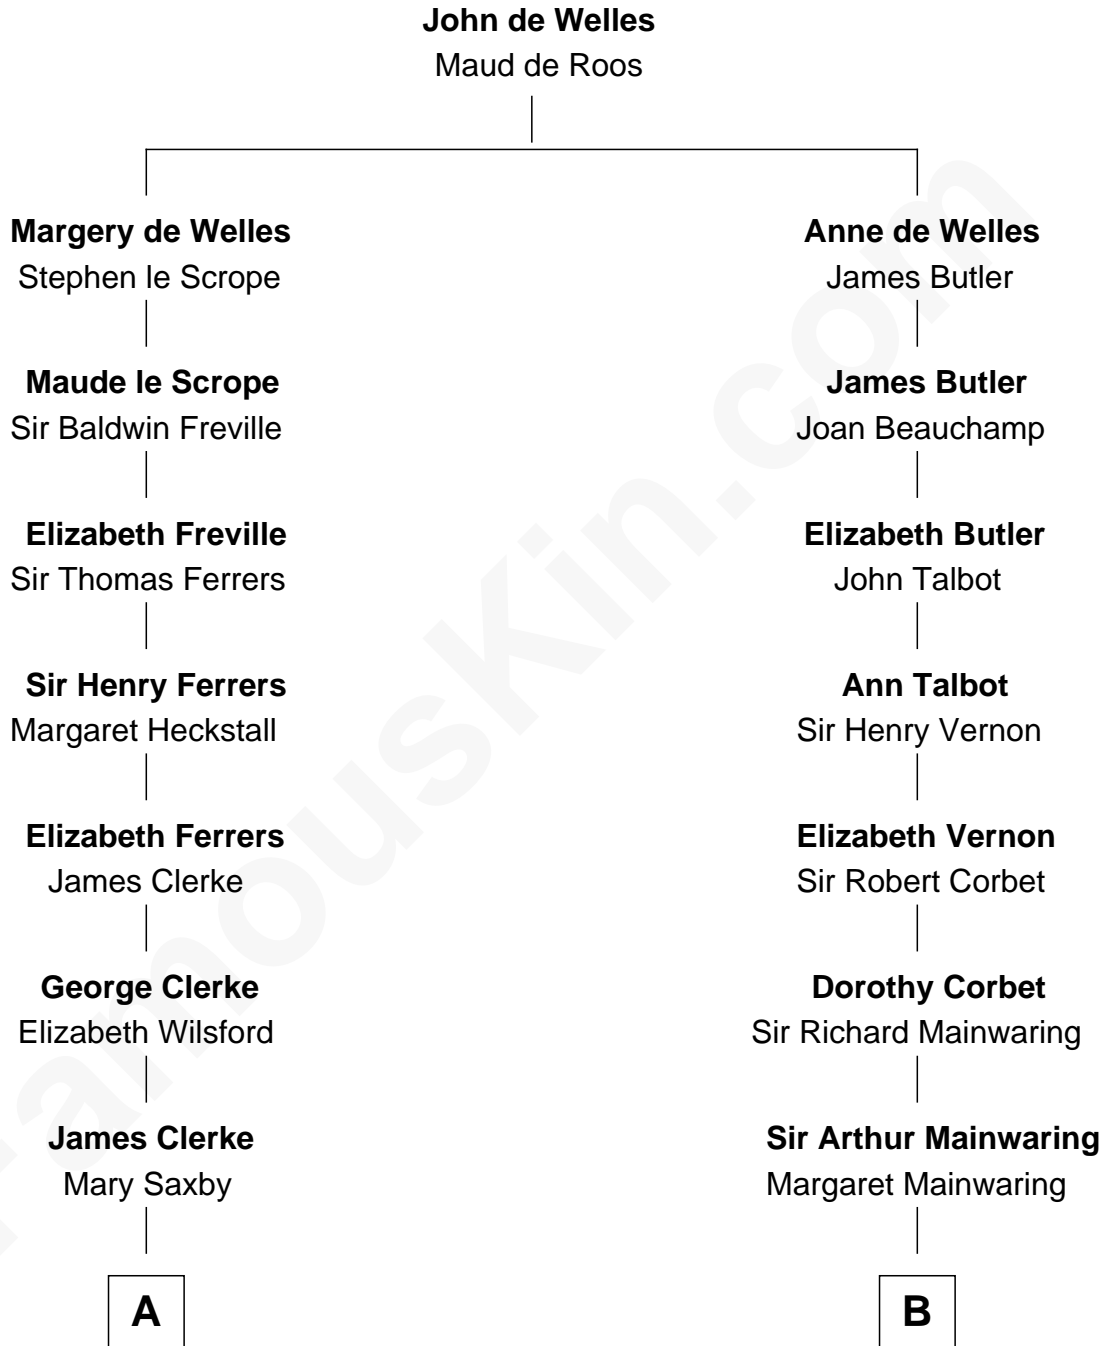 John de Welles
Maud de Roos
Margery de Welles
Stephen le Scrope
Anne de Welles
James Butler
Maude le Scrope
Sir Baldwin Freville
James Butler
Joan Beauchamp
Elizabeth Freville
Sir Thomas Ferrers
Elizabeth Butler
John Talbot
Sir Henry Ferrers
Margaret Heckstall
Ann Talbot
Sir Henry Vernon
Elizabeth Ferrers
James Clerke
Elizabeth Vernon
Sir Robert Corbet
George Clerke
Elizabeth Wilsford
Dorothy Corbet
Sir Richard Mainwaring
James Clerke
Mary Saxby
Sir Arthur Mainwaring
Margaret Mainwaring
A
B
FamousKin.com